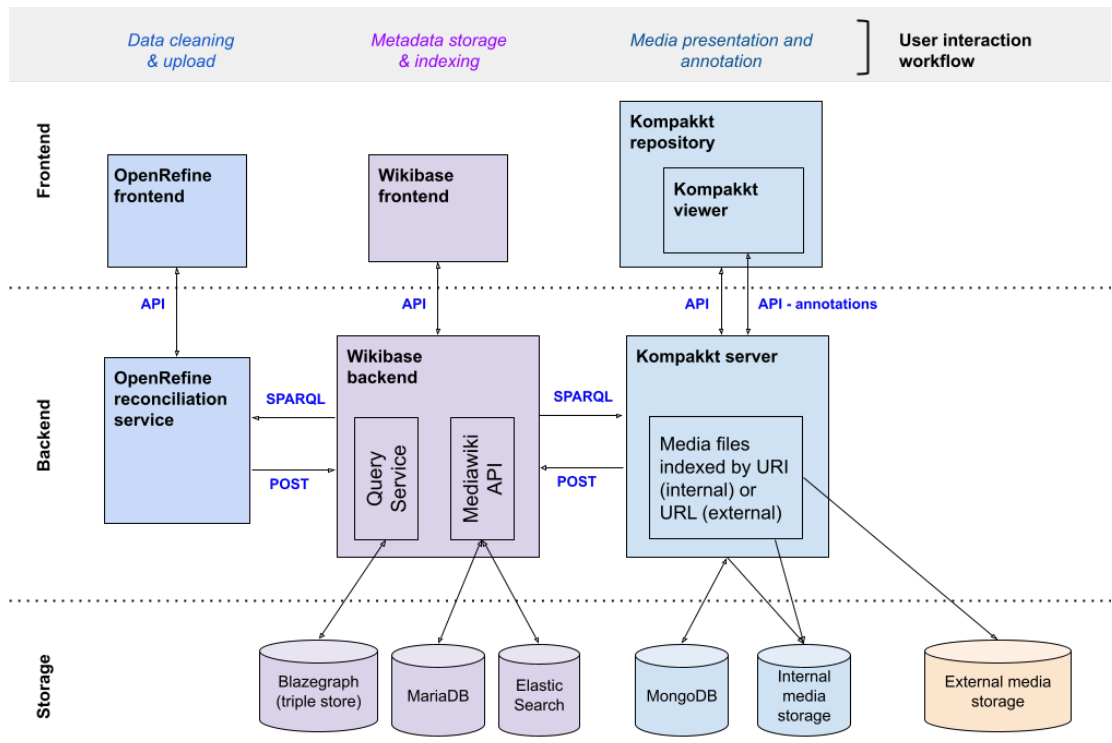 Data cleaning
& upload
Metadata storage
& indexing
Media presentation and
annotation
User interaction
workflow
Frontend
OpenRefine
frontend
Wikibase
frontend
Kompakkt
repository
Kompakkt
viewer
API
API
API
API - annotations
Backend
OpenRefine
reconciliation
service
SPARQL
POST
Wikibase
backend
Query
Service
Mediawiki
API
SPARQL
POST
Kompakkt server
Media files
indexed by URI
(internal) or
URL (external)
Storage
Blazegraph
(triple store)
MariaDB
Elastic
Search
MongoDB
Internal
media
storage
External media
storage